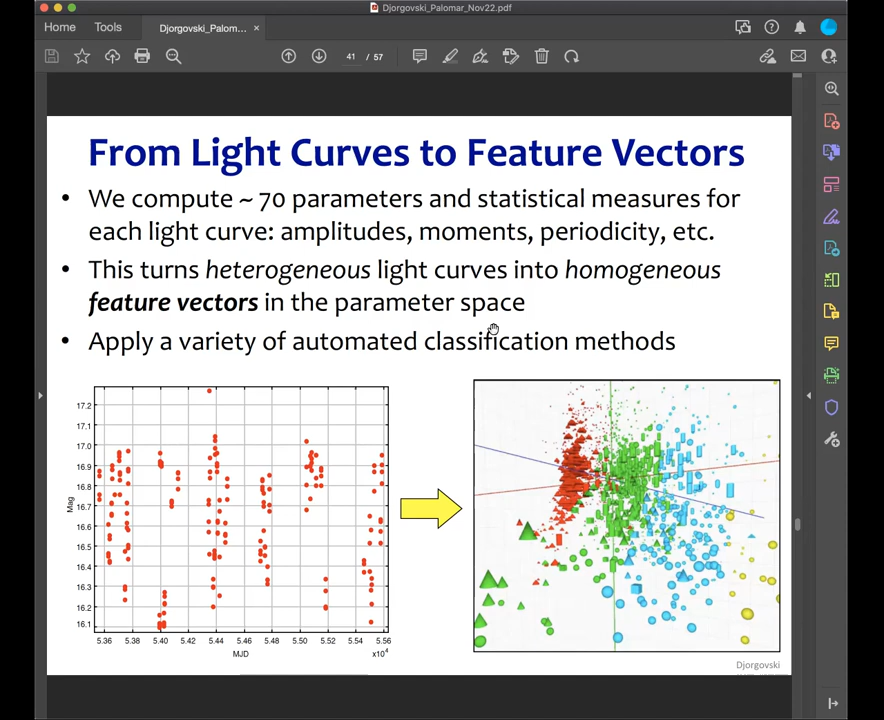 Djorgovski_Palomar_Nov22.pdf
Home Tools Djorgovski_Palom... ×
41 / 57
From Light Curves to Feature Vectors
• We compute ~ 70 parameters and statistical measures for
each light curve: amplitudes, moments, periodicity, etc.
• This turns heterogeneous light curves into homogeneous
feature vectors in the parameter space
• Apply a variety of automated classification methods
17.2
17.1
17.0
16.9
16.8
16.7
16.6
16.5
16.4
16.3
16.2
16.1
Mag
5.36 5.38 5.40 5.42 5.44 5.46 5.48 5.50 5.52 5.54 5.56
MJD
x10⁴
Djorgovski